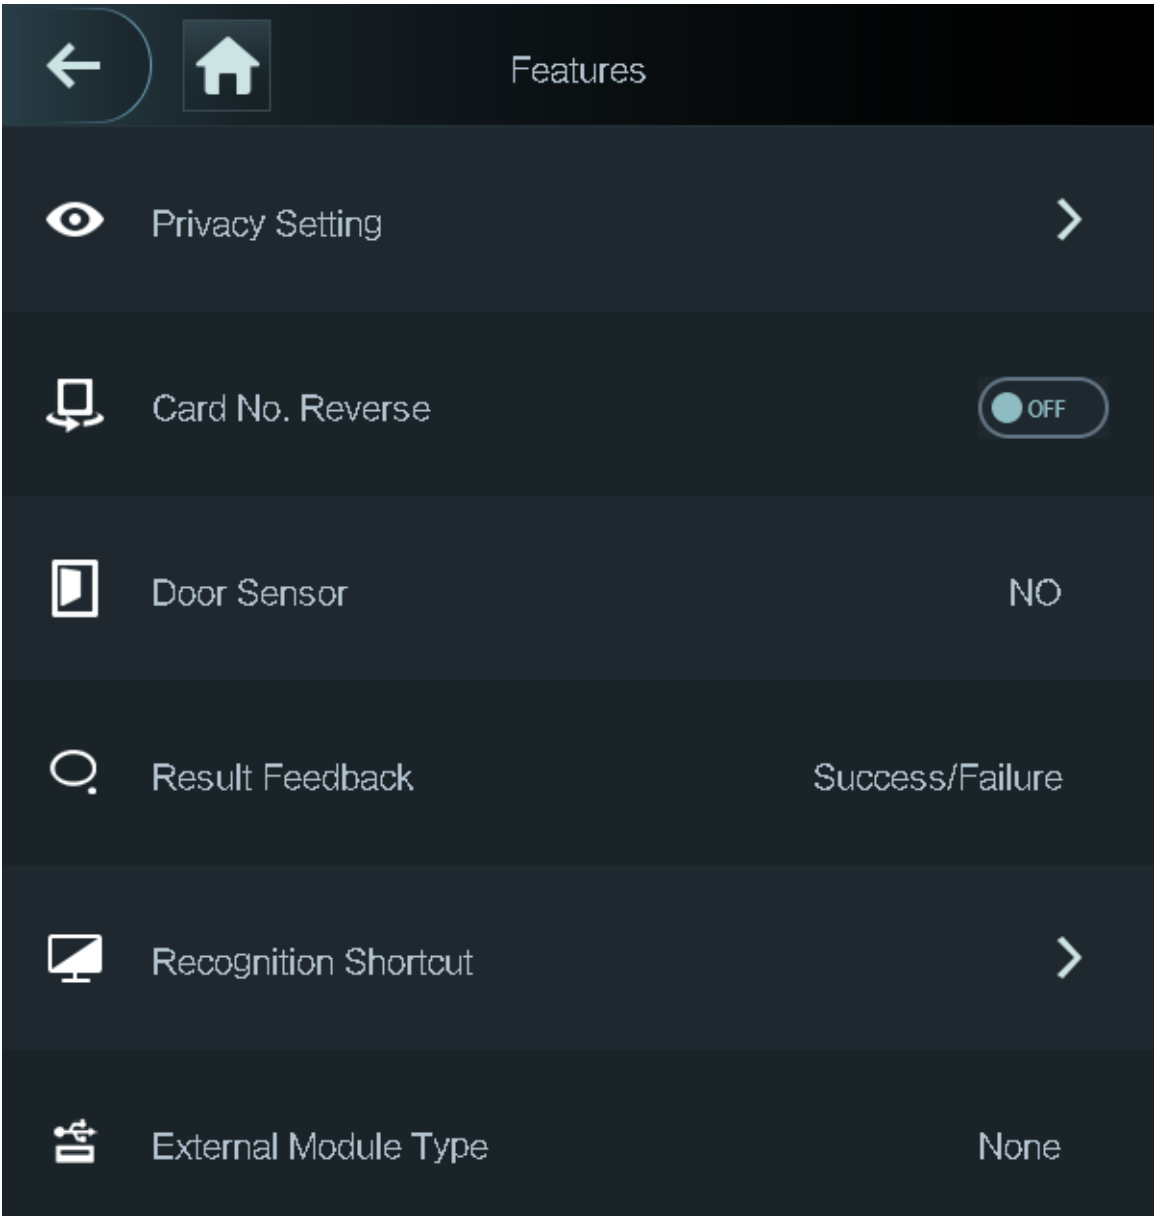 Features
Privacy Setting
Card No. Reverse OFF
Door Sensor NO
Result Feedback Success/Failure
Recognition Shortcut
External Module Type None